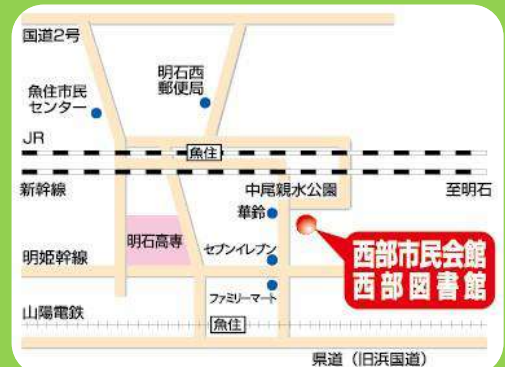 国道2号
明石西
郵便局
魚住市民
センター
JR
魚住
新幹線
中尾親水公園
至明石
華鈴
明石高専
セブンイレブン
西部市民会館
西部図書館
明姫幹線
ファミリーマート
山陽電鉄
魚住
県道（旧浜国道）